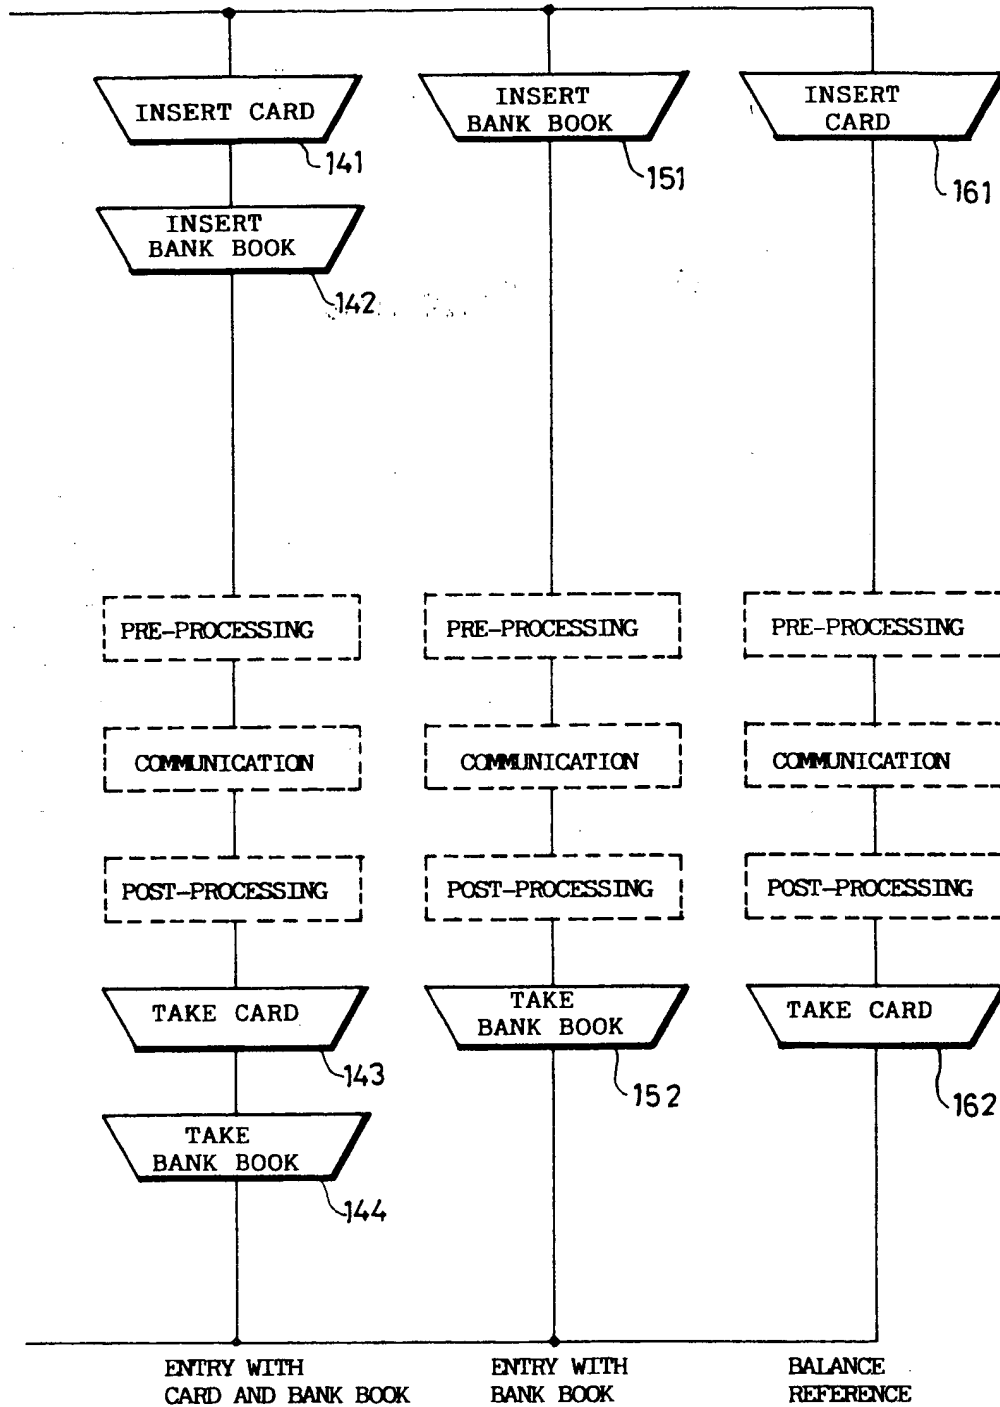 INSERT CARD
141
INSERT
BANK BOOK
142
PRE-PROCESSING
COMMUNICATION
POST-PROCESSING
TAKE CARD
143
TAKE
BANK BOOK
144
ENTRY WITH
CARD AND BANK BOOK
INSERT
BANK BOOK
151
PRE-PROCESSING
COMMUNICATION
POST-PROCESSING
TAKE
BANK BOOK
152
ENTRY WITH
BANK BOOK
INSERT
CARD
161
PRE-PROCESSING
COMMUNICATION
POST-PROCESSING
TAKE CARD
162
BALANCE
REFERENCE